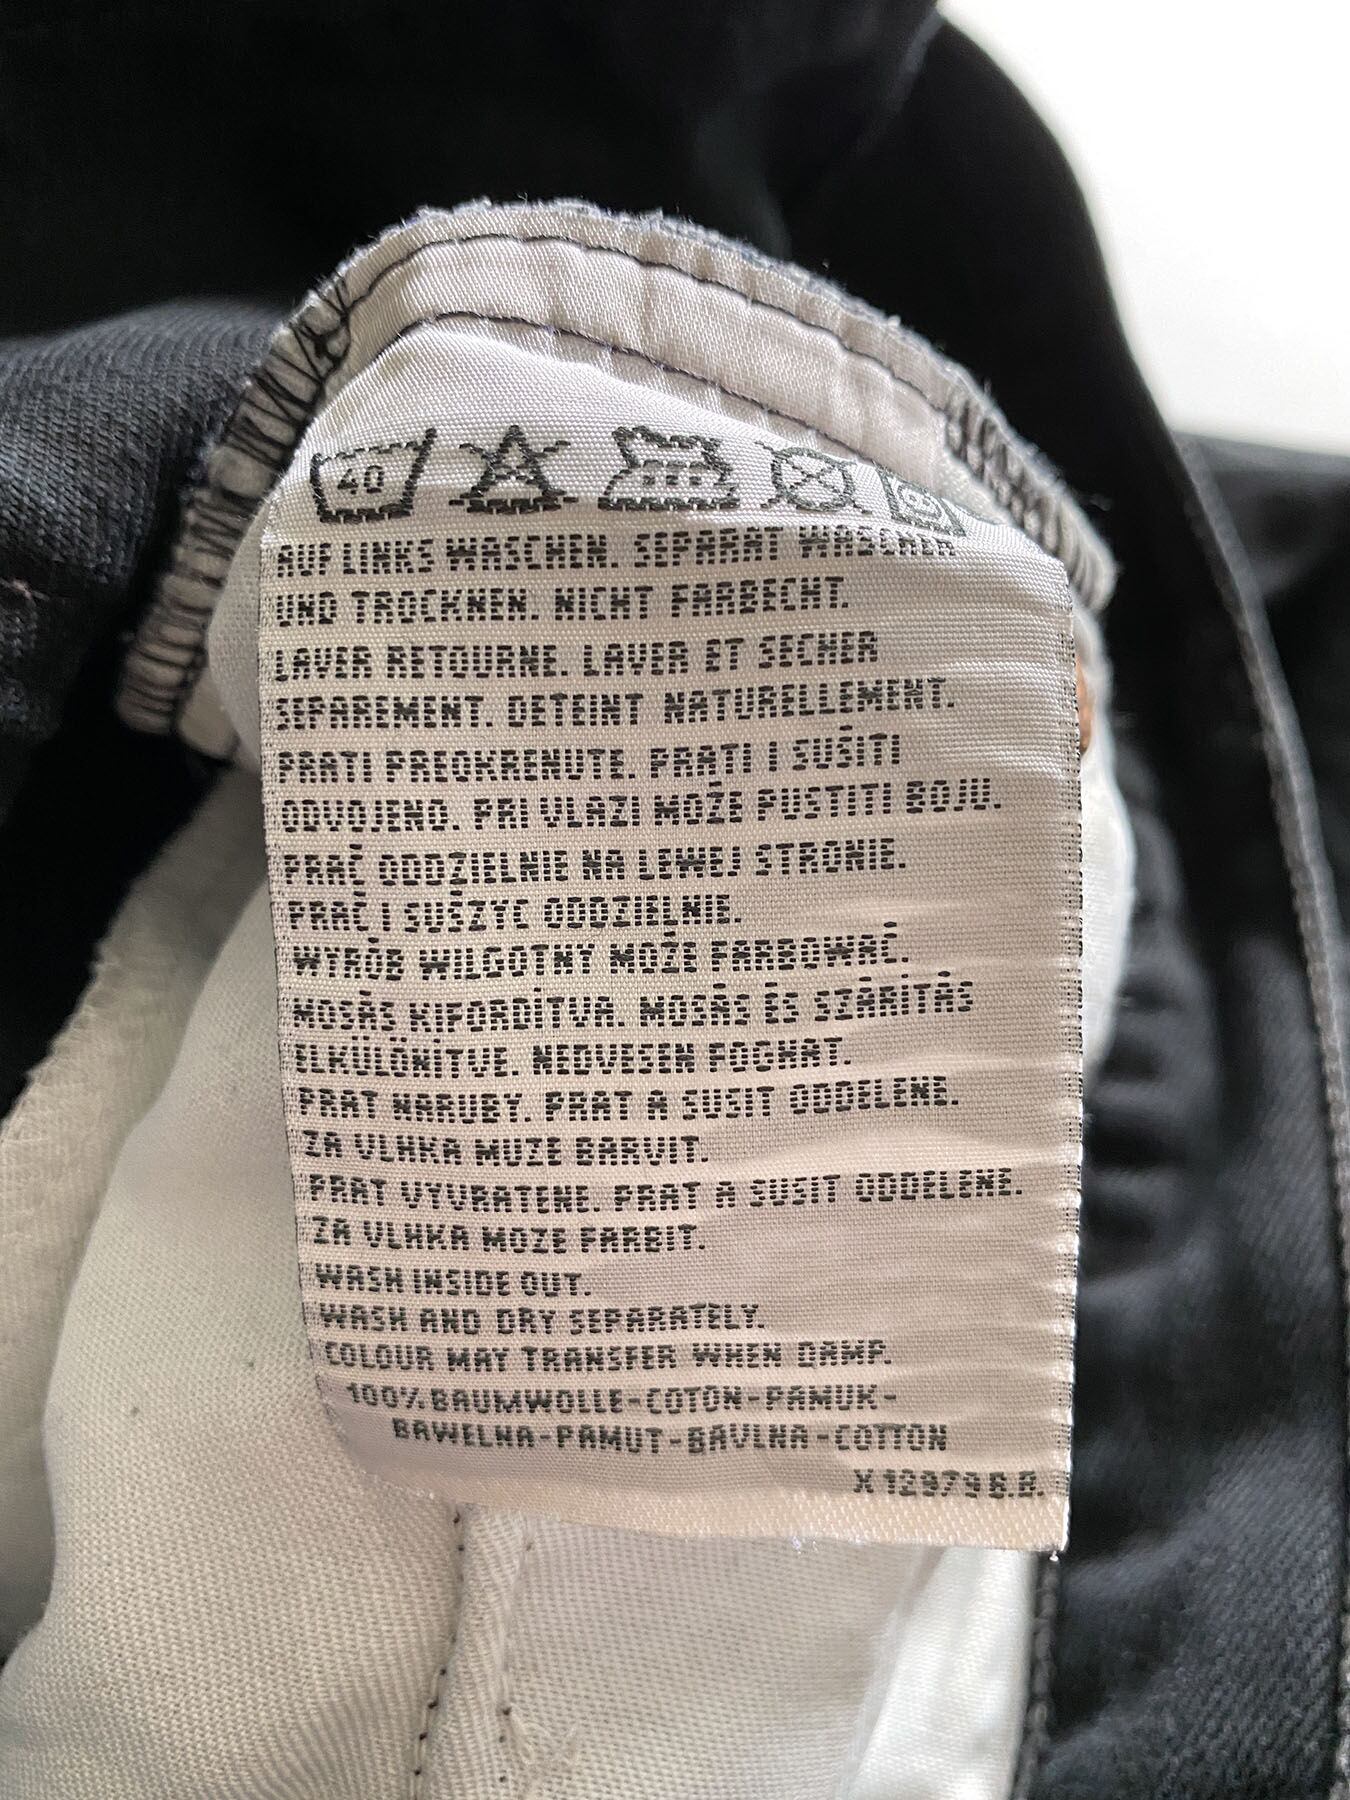 40
AUF LINKS WASCHEN. SEPARAT WASCHEN
UND TROCKNEN. NICHT FARBECHT.
LAVER RETOURNE. LAVER ET SECHER
SEPAREMENT. DETEINT NATURELLEMENT.
PRATI PREOKRENUTE. PRATI I SUŠITI
ODVOJENO. PRI VLAZI MOŽE PUSTITI BOJU.
PRAĆ ODDZIELNIE NA LEWEJ STRONIE.
PRAĆ I SUSZYC ODDZIELNIE.
WYRÓB WILGOTNY MOŻE FARBOWAĆ.
MOSÁS KIFORDÍTVA. MOSÁS ÉS SZÁRÍTÁS
ELKÜLÖNÍTVE. NEDVESEN FOGHAT.
PRAT NARUBY. PRAT A SUSIT ODDELENE.
ZA VLHKA MUZE BARVIT.
PRAT VYVRATENE. PRAT A SUSIT ODDELENE.
ZA VLHKA MOZE FARBIT.
WASH INSIDE OUT.
WASH AND DRY SEPARATELY.
COLOUR MAY TRANSFER WHEN DAMP.
100% BAUMWOLLE-COTON-PAMUK-
BAWELNA-PAMUT-BAVLNA-COTTON